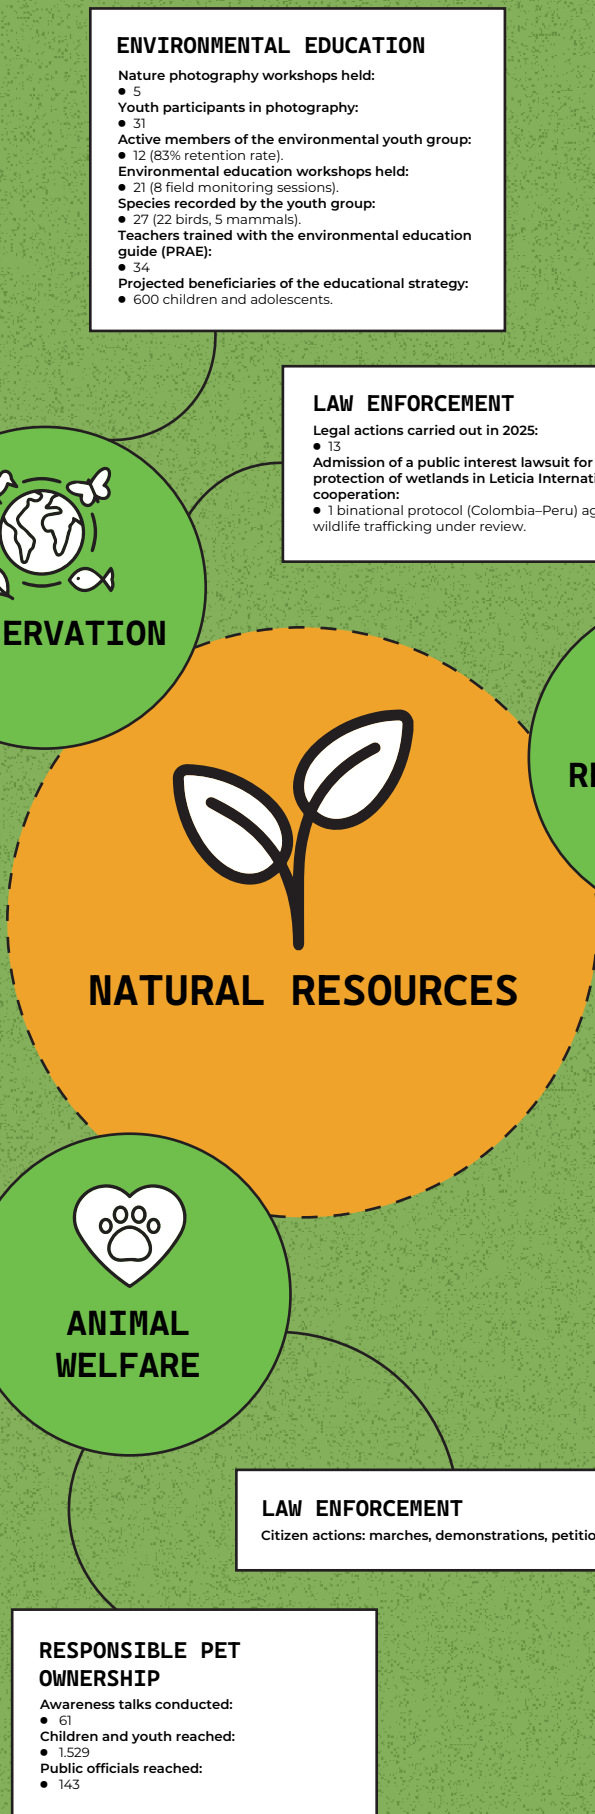 ENVIRONMENTAL EDUCATION
Nature photography workshops held:
● 5
Youth participants in photography:
● 31
Active members of the environmental youth group:
● 12 (83% retention rate).
Environmental education workshops held:
● 21 (8 field monitoring sessions).
Species recorded by the youth group:
● 27 (22 birds, 5 mammals).
Teachers trained with the environmental education
guide (PRAE):
● 34
Projected beneficiaries of the educational strategy:
● 600 children and adolescents.
LAW ENFORCEMENT
Legal actions carried out in 2025:
● 13
Admission of a public interest lawsuit for
protection of wetlands in Leticia Internati
cooperation:
● 1 binational protocol (Colombia–Peru) ag
wildlife trafficking under review.
ERVATION
NATURAL RESOURCES
ANIMAL
WELFARE
LAW ENFORCEMENT
Citizen actions: marches, demonstrations, petitio
RESPONSIBLE PET
OWNERSHIP
Awareness talks conducted:
● 61
Children and youth reached:
● 1.529
Public officials reached:
● 143